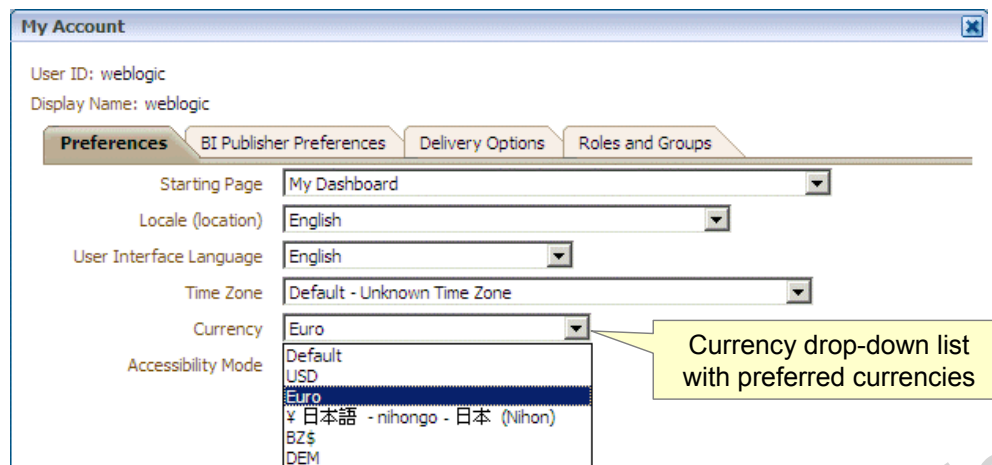 My Account
User ID: weblogic
Display Name: weblogic
Preferences BI Publisher Preferences Delivery Options Roles and Groups
Starting Page My Dashboard
Locale (location) English
User Interface Language English
Time Zone Default - Unknown Time Zone
Currency Euro
Accessibility Mode
Default
USD
Euro
¥ 日本語 - nihongo - 日本 (Nihon)
BZ$
DEM
Currency drop-down list
with preferred currencies